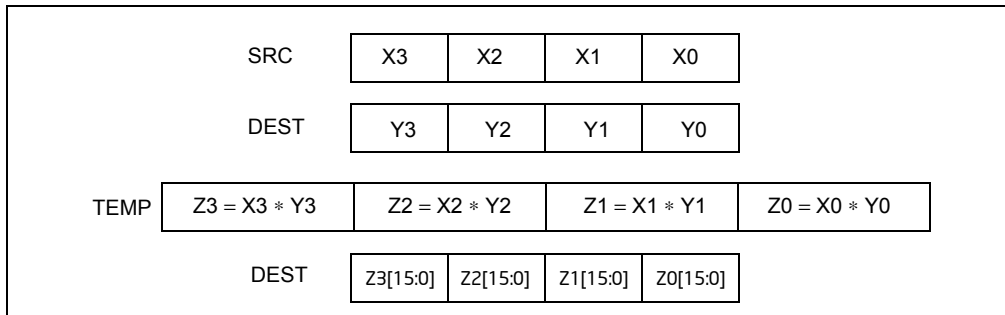 SRC X3 X2 X1 X0
DEST Y3 Y2 Y1 Y0
TEMP Z3 = X3 ∗ Y3 Z2 = X2 ∗ Y2 Z1 = X1 ∗ Y1 Z0 = X0 ∗ Y0
DEST Z3[15:0] Z2[15:0] Z1[15:0] Z0[15:0]